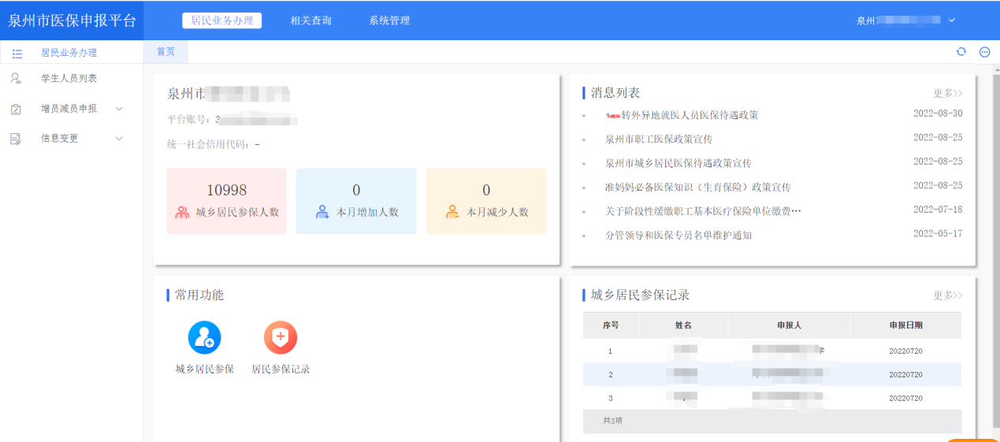 泉州市医保申报平台
居民业务办理
相关查询
系统管理
泉州
居民业务办理
学生人员列表
增员减员申报
信息变更
首页
泉州市
平台账号：3
统一社会信用代码：-
10998
城乡居民参保人数
0
本月增加人数
0
本月减少人数
消息列表
更多>>
NEW 转外异地就医人员医保待遇政策 2022-08-30
泉州市职工医保政策宣传 2022-08-25
泉州市城乡居民医保待遇政策宣传 2022-08-25
准妈妈必备医保知识（生育保险）政策宣传 2022-08-25
关于阶段性缓缴职工基本医疗保险单位缴费… 2022-07-18
分管领导和医保专员名单维护通知 2022-05-17
常用功能
城乡居民参保
居民参保记录
城乡居民参保记录
更多>>
序号 姓名 申报人 申报日期
1 学 20220720
2 20220720
3 20220720
共3项